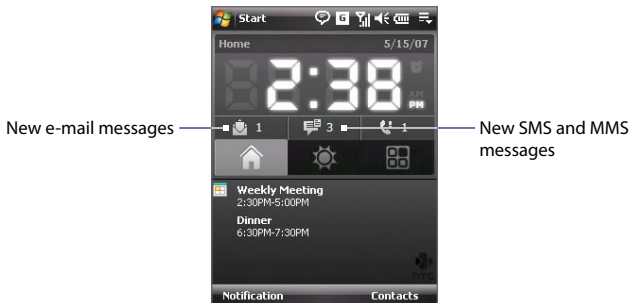 Start
G
Home 5/15/07
2:38
AM
PM
New e-mail messages
1 3 1
New SMS and MMS
messages
Weekly Meeting
2:30PM-5:00PM
Dinner
6:30PM-7:30PM
Notification Contacts